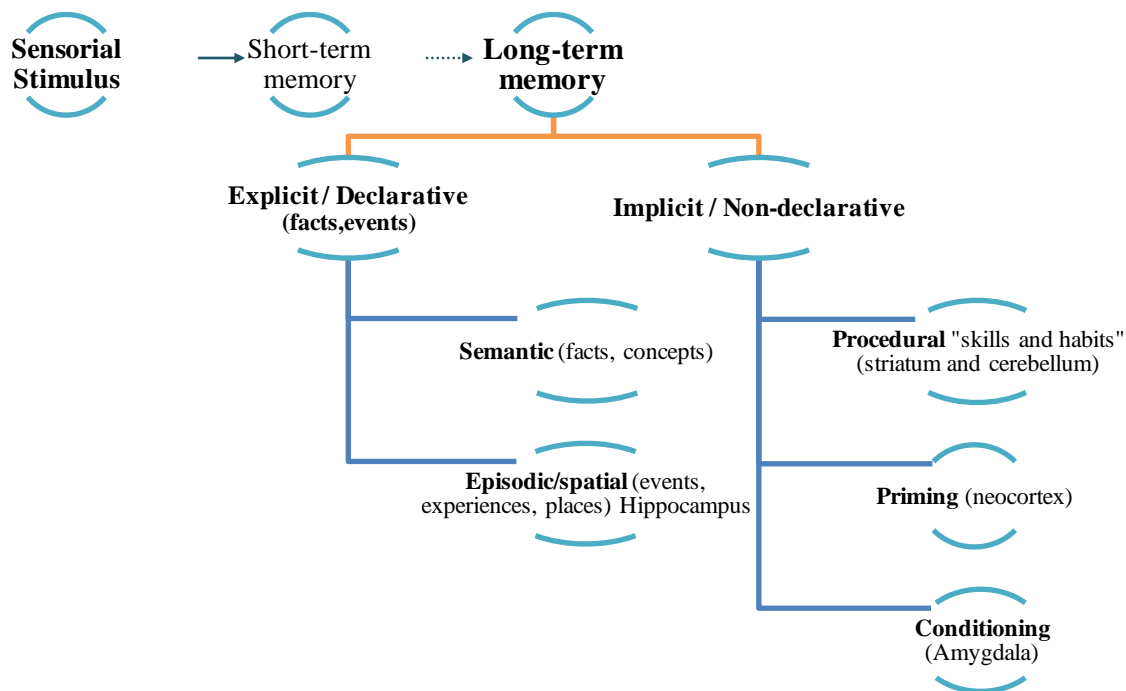 Sensorial
Stimulus
Short-term
memory
Long-term
memory
Explicit / Declarative
(facts,events)
Implicit / Non-declarative
Semantic (facts, concepts)
Episodic/spatial (events,
experiences, places) Hippocampus
Procedural "skills and habits"
(striatum and cerebellum)
Priming (neocortex)
Conditioning
(Amygdala)